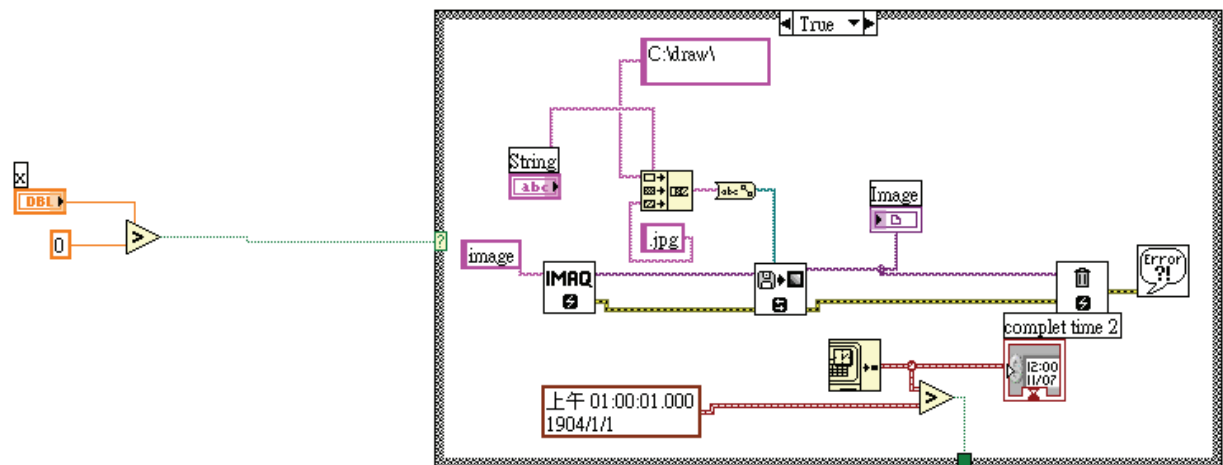 True
C:\draw\
String
abc
x
DBL
0
>
?
image
.jpg
Image
IMAQ
Error
?!
abc
complet time 2
12:00
11/07
上午 01:00:01.000
1904/1/1
>